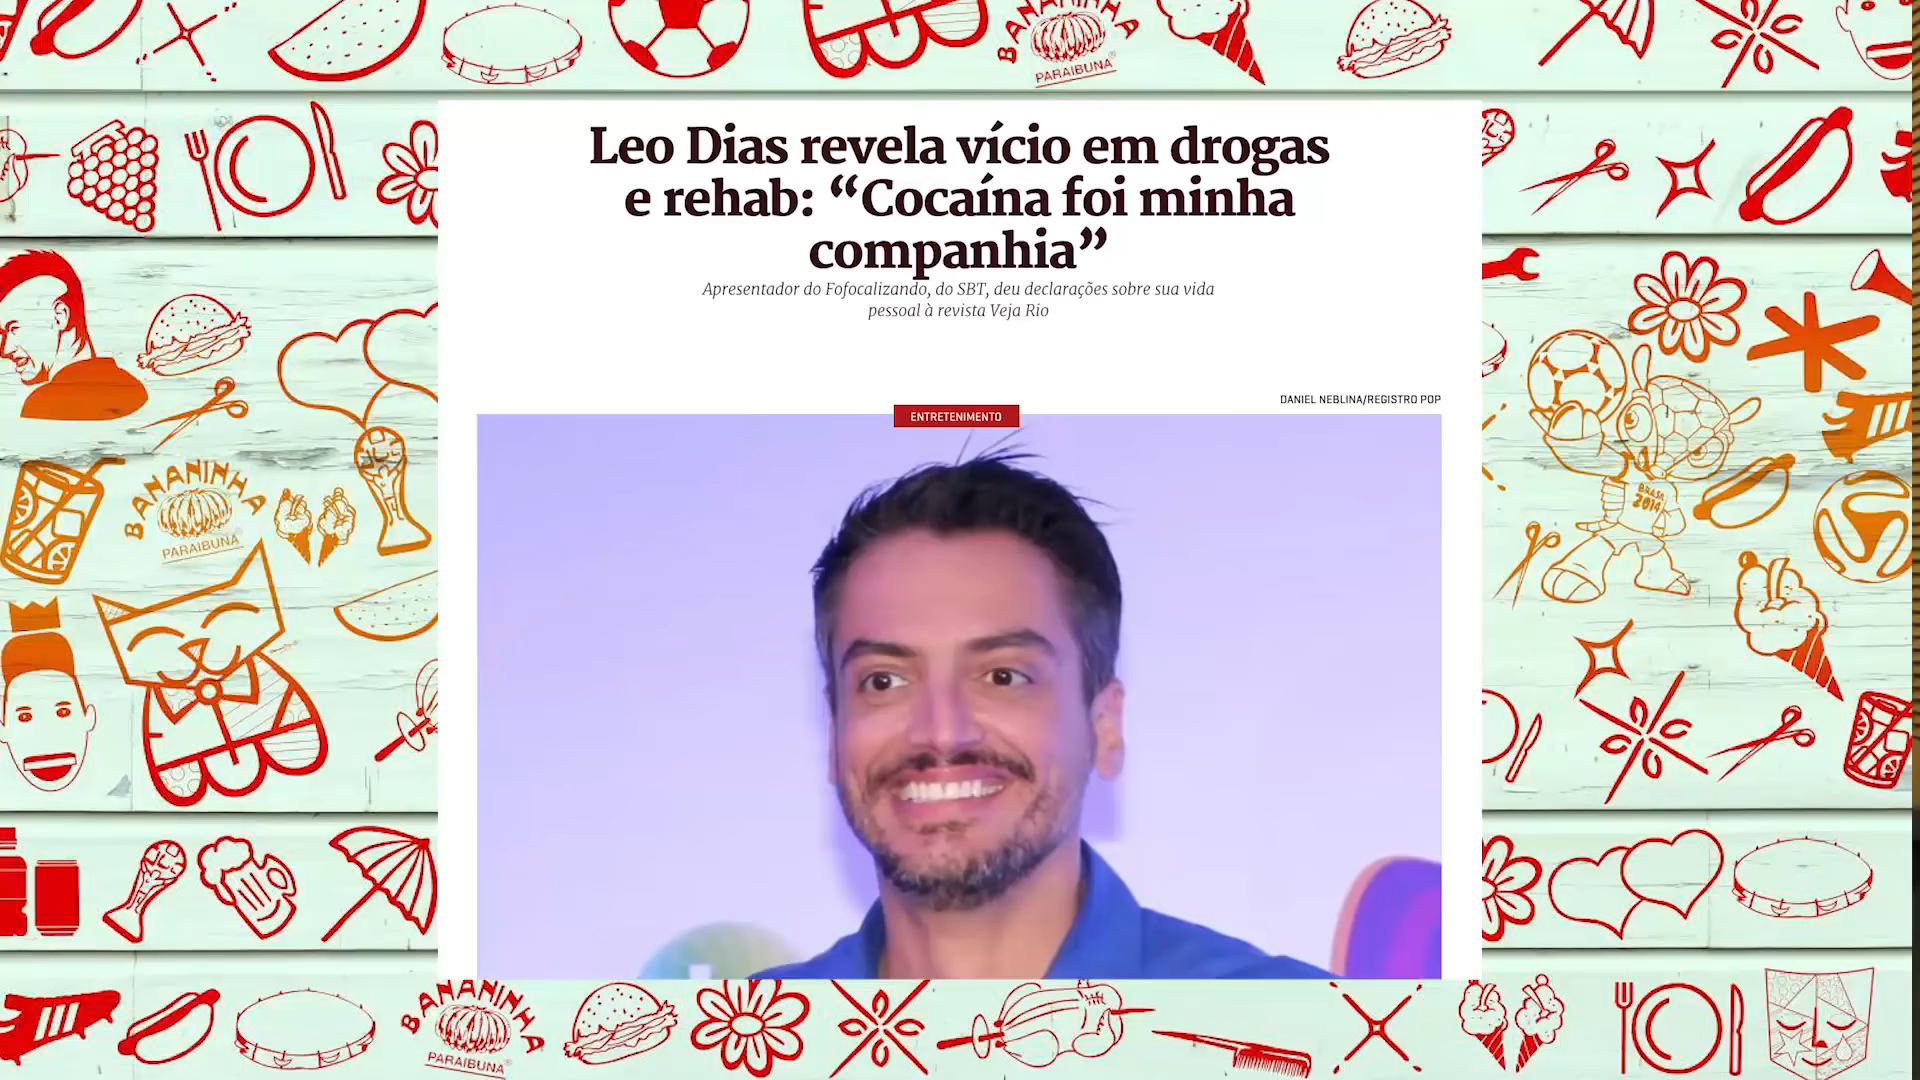 BANANINHA
PARAIBUNA
Leo Dias revela vício em drogas
e rehab: “Cocaína foi minha
companhia”
Apresentador do Fofocalizando, do SBT, deu declarações sobre sua vida
pessoal à revista Veja Rio
DANIEL NEBLINA/REGISTRO POP
ENTRETENIMENTO
BANANINHA
PARAIBUNA
BRASIL
2014
BANANINHA
PARAIBUNA